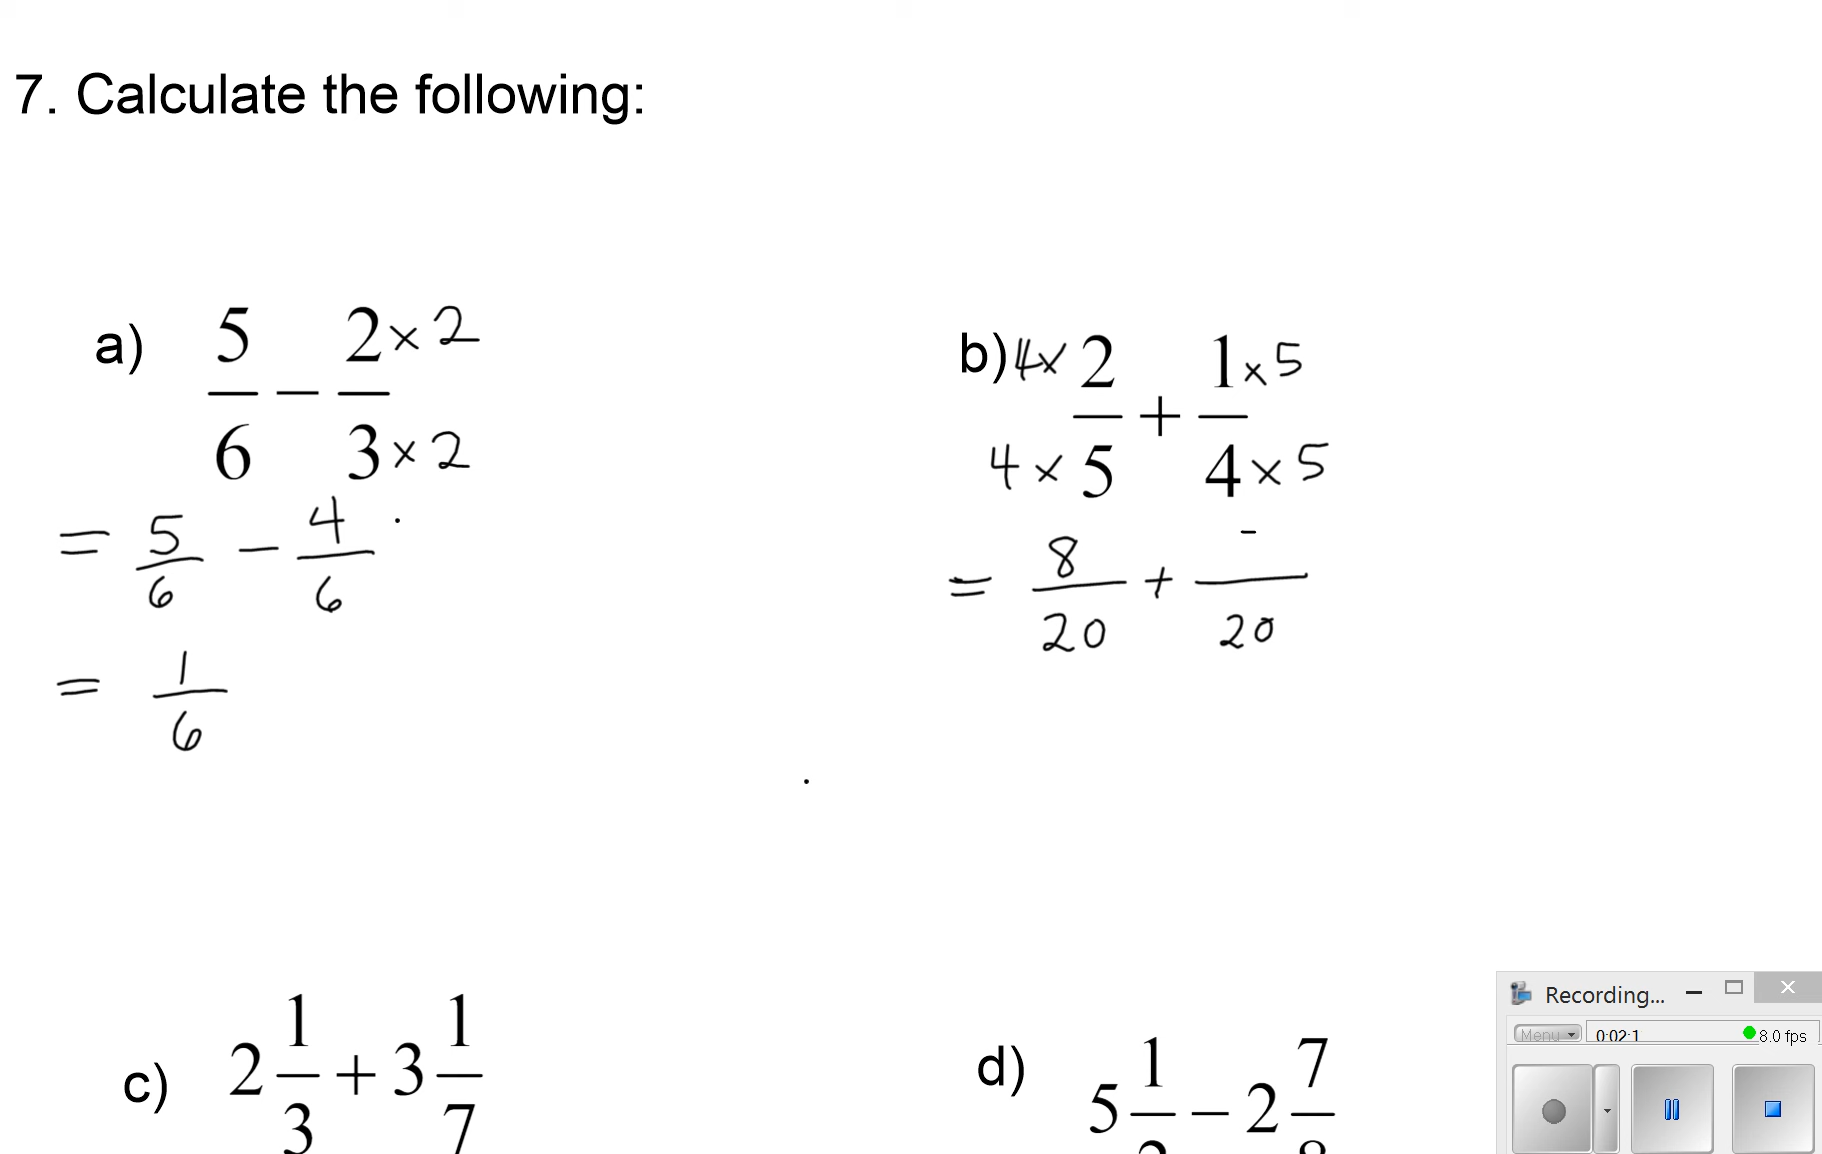 7. Calculate the following:
a) 5/6 − 2×2/3×2
= 5/6 − 4/6
= 1/6
b) 4×2/4×5 + 1×5/4×5
= 8/20 + /20
c) 2 1/3 + 3 1/7
d) 5 1/ − 2 7/
Recording...
Menu
0:02:1
8.0 fps